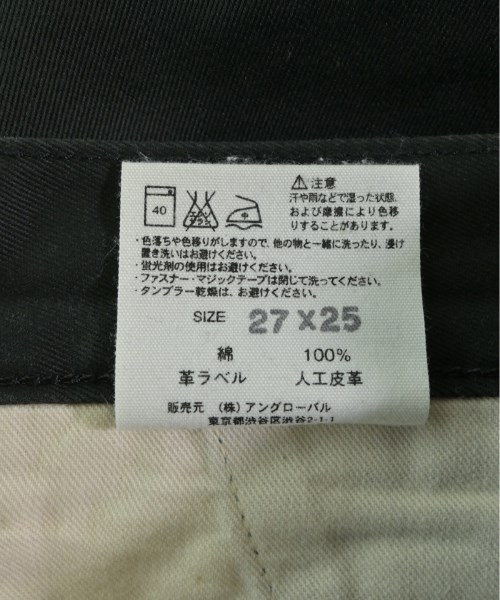 40
エンソ
サラシ
中
⚠注意
汗や雨などで湿った状態、
および摩擦により色移
りすることがあります。
・色落ちや色移りがしますので、他の物と一緒に洗ったり、浸け
置き洗いはお避けください。
・蛍光剤の使用はお避けください。
・ファスナー・マジックテープは閉じて洗ってください。
・タンブラー乾燥は、お避けください。
SIZE 27×25
綿 100%
革ラベル 人工皮革
販売元 (株)アングローバル
東京都渋谷区渋谷2-1-1